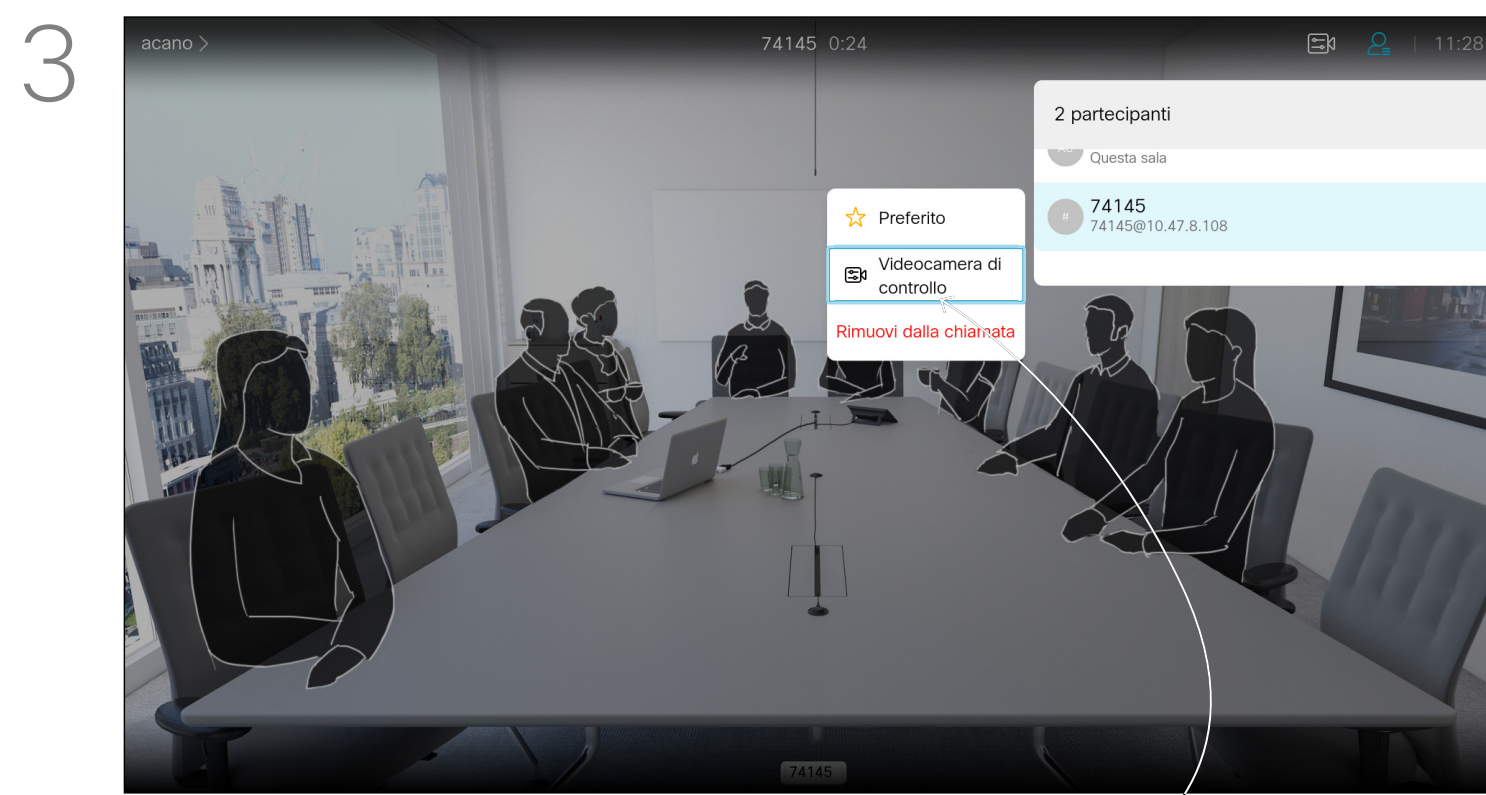 3
acano
74145 0:24
11:28
2 partecipanti
Questa sala
# 74145
74145@10.47.8.108
Preferito
Videocamera di
controllo
Rimuovi dalla chiamata
74145